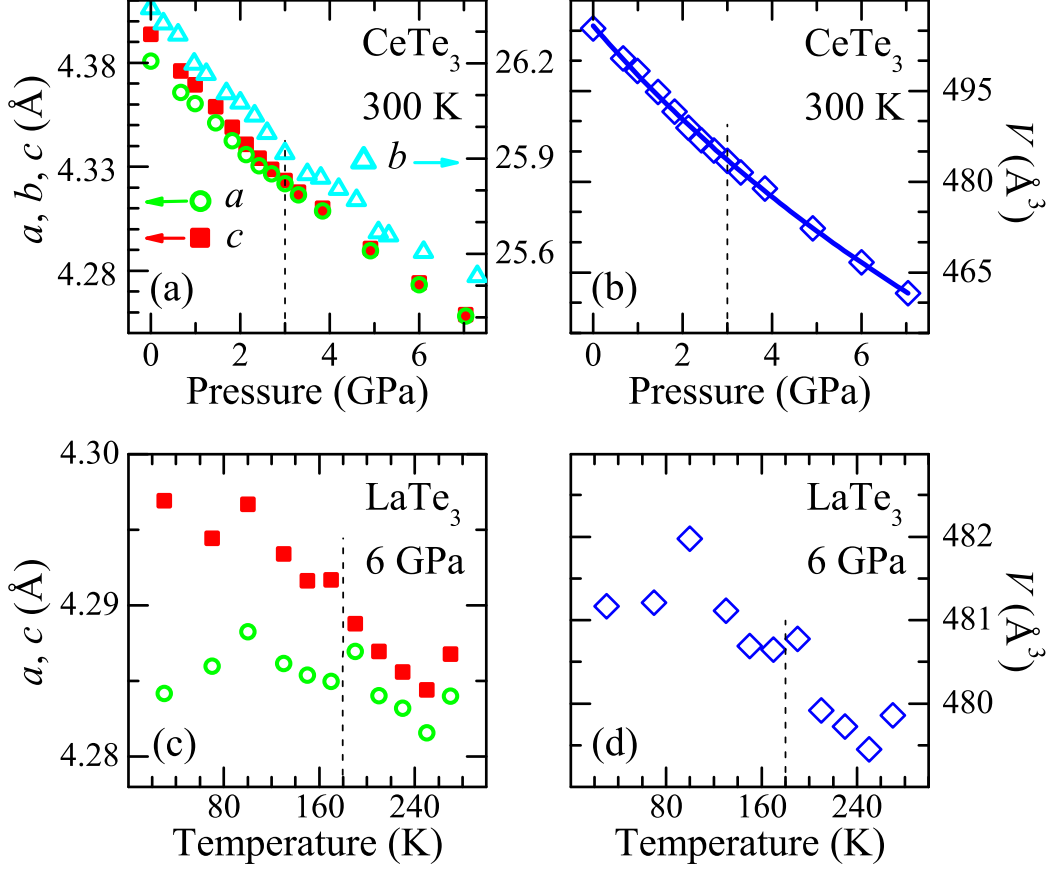 CeTe3
300 K
a, b, c (Å)
4.38
4.33
4.28
b
a
c
26.2
25.9
25.6
(a)
0 2 4 6
Pressure (GPa)
CeTe3
300 K
495
480
465
V (Å3)
(b)
0 2 4 6
Pressure (GPa)
LaTe3
6 GPa
a, c (Å)
4.30
4.29
4.28
(c)
80 160 240
Temperature (K)
LaTe3
6 GPa
482
481
480
V (Å3)
(d)
80 160 240
Temperature (K)